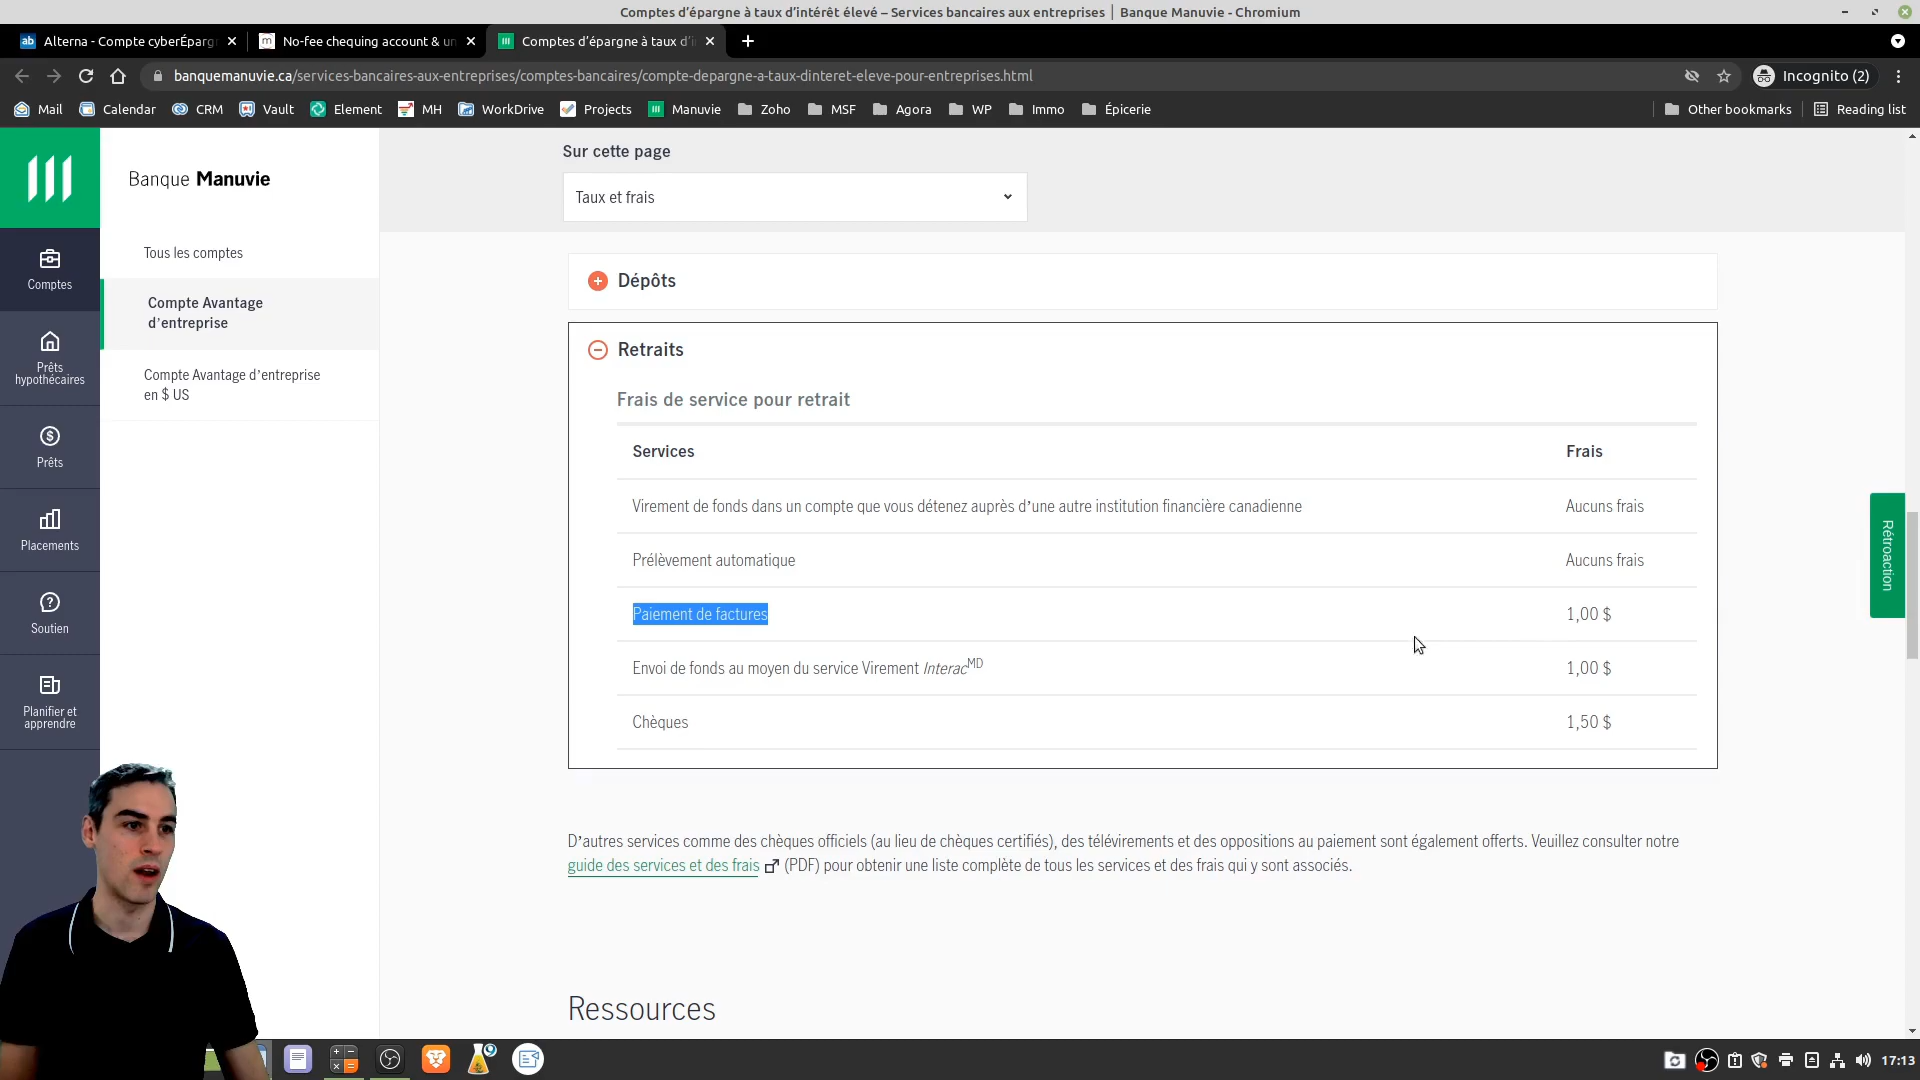 Comptes d'épargne à taux d'intérêt élevé – Services bancaires aux entreprises | Banque Manuvie - Chromium
Alterna - Compte cyberÉparg
No-fee chequing account & un
Comptes d'épargne à taux d'i
banquemanuvie.ca/services-bancaires-aux-entreprises/comptes-bancaires/compte-depargne-a-taux-dinteret-eleve-pour-entreprises.html
Incognito (2)
Mail
Calendar
CRM
Vault
Element
MH
WorkDrive
Projects
Manuvie
Zoho
MSF
Agora
WP
Immo
Épicerie
Other bookmarks
Reading list
Comptes
Prêts
hypothécaires
Prêts
Placements
Soutien
Planifier et
apprendre
Banque Manuvie
Tous les comptes
Compte Avantage
d'entreprise
Compte Avantage d'entreprise
en $ US
Sur cette page
Taux et frais
Dépôts
Retraits
Frais de service pour retrait
Services Frais
Virement de fonds dans un compte que vous détenez auprès d'une autre institution financière canadienne Aucuns frais
Prélèvement automatique Aucuns frais
Paiement de factures 1,00 $
Envoi de fonds au moyen du service Virement Interac MD 1,00 $
Chèques 1,50 $
D'autres services comme des chèques officiels (au lieu de chèques certifiés), des télévirements et des oppositions au paiement sont également offerts. Veuillez consulter notre
guide des services et des frais (PDF) pour obtenir une liste complète de tous les services et des frais qui y sont associés.
Ressources
Rétroaction
17:13